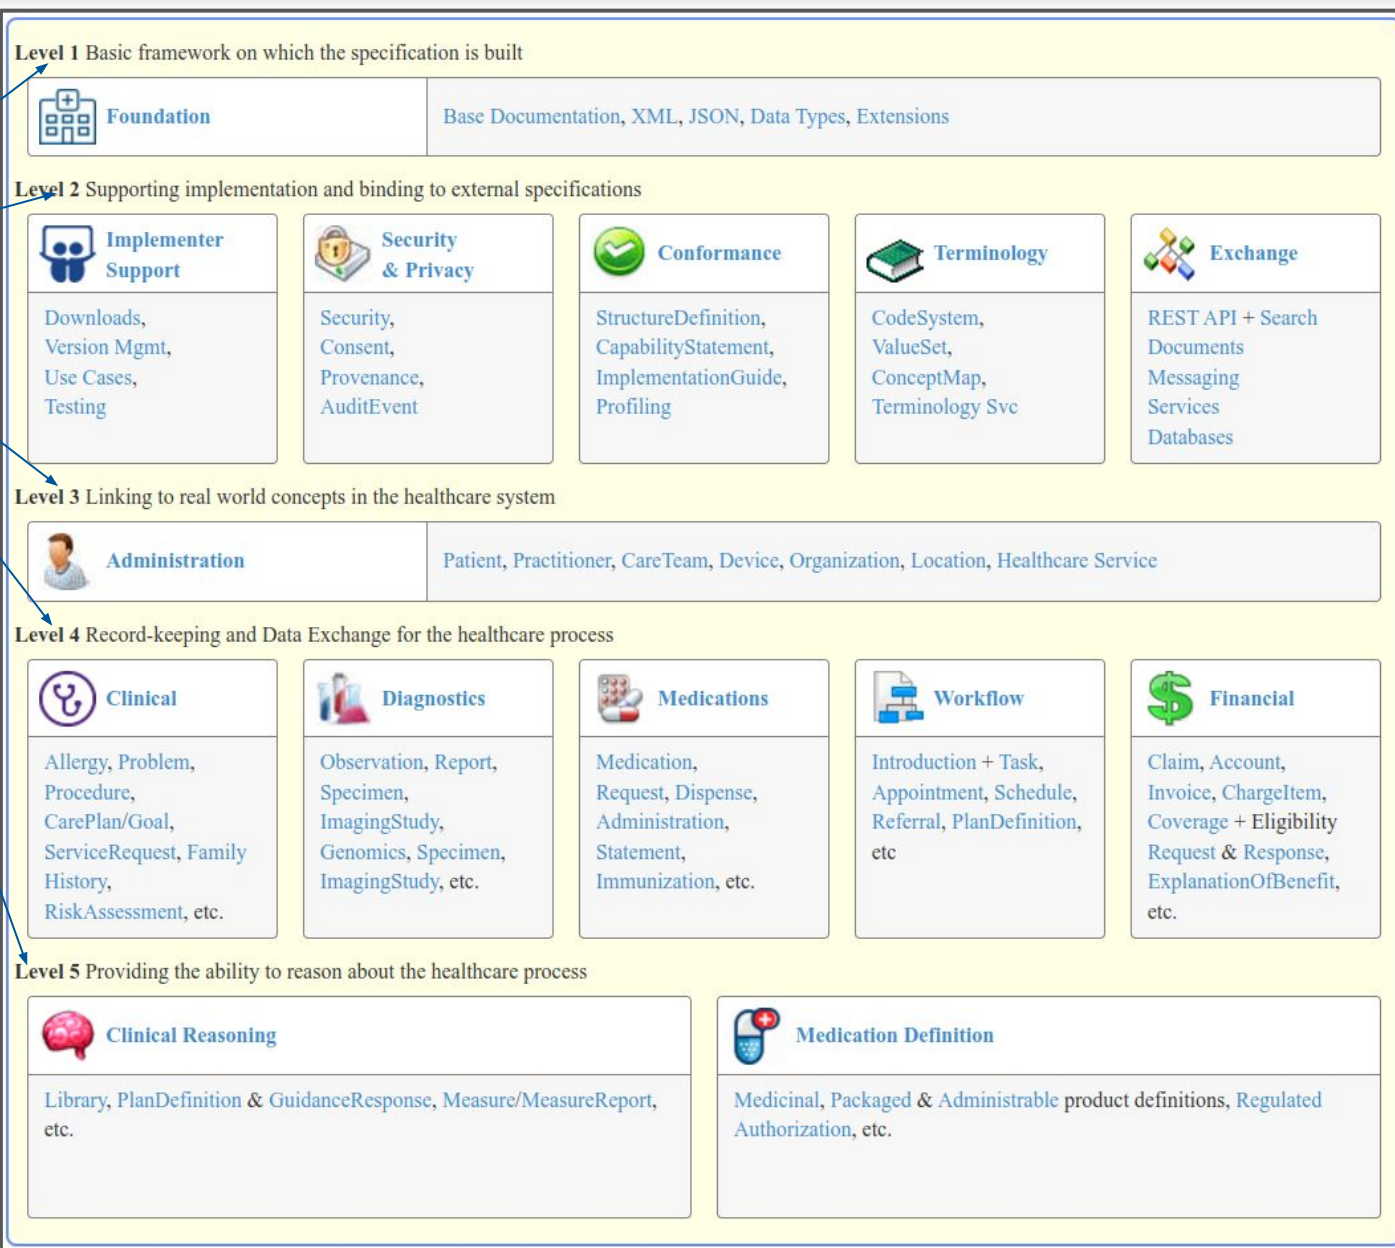 Level 1 Basic framework on which the specification is built
Foundation
Base Documentation, XML, JSON, Data Types, Extensions
Level 2 Supporting implementation and binding to external specifications
Implementer
Support
Downloads,
Version Mgmt,
Use Cases,
Testing
Security
& Privacy
Security,
Consent,
Provenance,
AuditEvent
Conformance
StructureDefinition,
CapabilityStatement,
ImplementationGuide,
Profiling
Terminology
CodeSystem,
ValueSet,
ConceptMap,
Terminology Svc
Exchange
REST API + Search
Documents
Messaging
Services
Databases
Level 3 Linking to real world concepts in the healthcare system
Administration
Patient, Practitioner, CareTeam, Device, Organization, Location, Healthcare Service
Level 4 Record-keeping and Data Exchange for the healthcare process
Clinical
Allergy, Problem,
Procedure,
CarePlan/Goal,
ServiceRequest, Family
History,
RiskAssessment, etc.
Diagnostics
Observation, Report,
Specimen,
ImagingStudy,
Genomics, Specimen,
ImagingStudy, etc.
Medications
Medication,
Request, Dispense,
Administration,
Statement,
Immunization, etc.
Workflow
Introduction + Task,
Appointment, Schedule,
Referral, PlanDefinition,
etc
Financial
Claim, Account,
Invoice, ChargeItem,
Coverage + Eligibility
Request & Response,
ExplanationOfBenefit,
etc.
Level 5 Providing the ability to reason about the healthcare process
Clinical Reasoning
Library, PlanDefinition & GuidanceResponse, Measure/MeasureReport,
etc.
Medication Definition
Medicinal, Packaged & Administrable product definitions, Regulated
Authorization, etc.